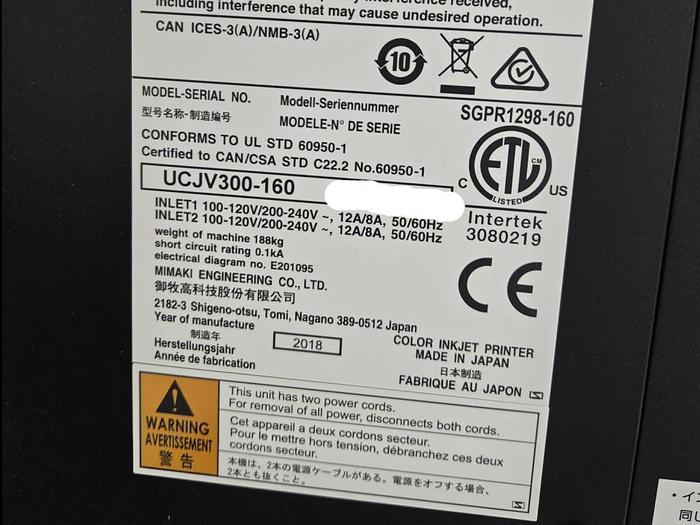 including interference that may cause undesired operation.
CAN ICES-3(A)/NMB-3(A)
10
MODEL-SERIAL NO.
Modell-Seriennummer
型号名称-制造編号
MODELE-N° DE SERIE
SGPR1298-160
CONFORMS TO UL STD 60950-1
Certified to CAN/CSA STD C22.2 No.60950-1
ETL
CM
LISTED
C
US
Intertek
3080219
UCJV300-160
INLET1 100-120V/200-240V ~, 12A/8A, 50/60Hz
INLET2 100-120V/200-240V ~, 12A/8A, 50/60Hz
weight of machine 188kg
short circuit rating 0.1kA
electrical diagram no. E201095
MIMAKI ENGINEERING CO., LTD.
御牧高科技股份有限公司
2182-3 Shigeno-otsu, Tomi, Nagano 389-0512 Japan
Year of manufacture
制造年
Herstellungsjahr
Année de fabrication
2018
CE
COLOR INKJET PRINTER
MADE IN JAPAN
日本制造
FABRIQUE AU JAPON
WARNING
AVERTISSEMENT
警告
This unit has two power cords.
For removal of all power, disconnects both cords.
Cet appareil a deux cordons secteur.
Pour le mettre hors tension, débranchez ces deux
cordons secteur.
本機は、2本の電源ケーブルがある。電源をオフする場合、
2本とも抜くこと。